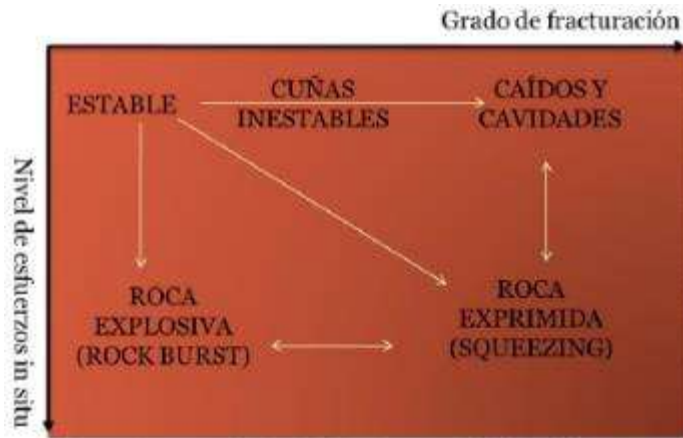 Grado de fracturación
Nivel de esfuerzos in situ
ESTABLE
CUÑAS
INESTABLES
CAÍDOS Y
CAVIDADES
ROCA
EXPLOSIVA
(ROCK BURST)
ROCA
EXPRIMIDA
(SQUEEZING)